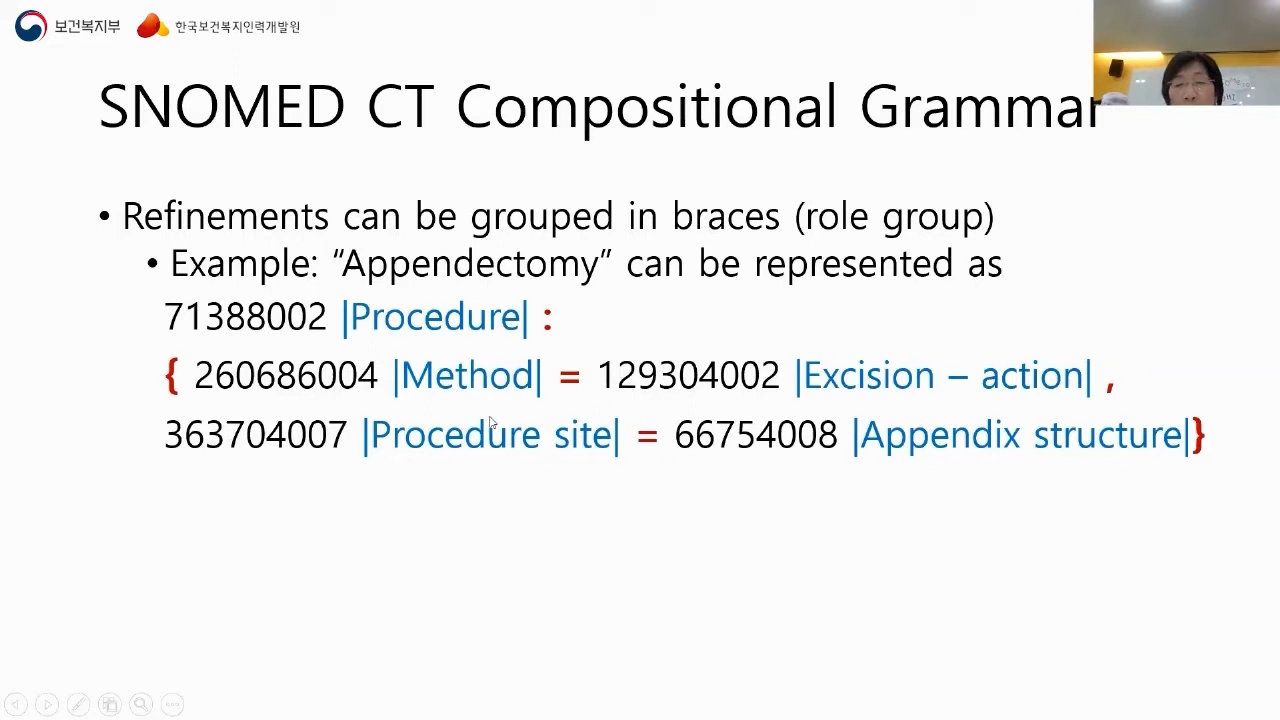 보건복지부 한국보건복지인력개발원
SNOMED CT Compositional Grammar
• Refinements can be grouped in braces (role group)
• Example: “Appendectomy” can be represented as
71388002 |Procedure| :
{ 260686004 |Method| = 129304002 |Excision – action| ,
363704007 |Procedure site| = 66754008 |Appendix structure|}